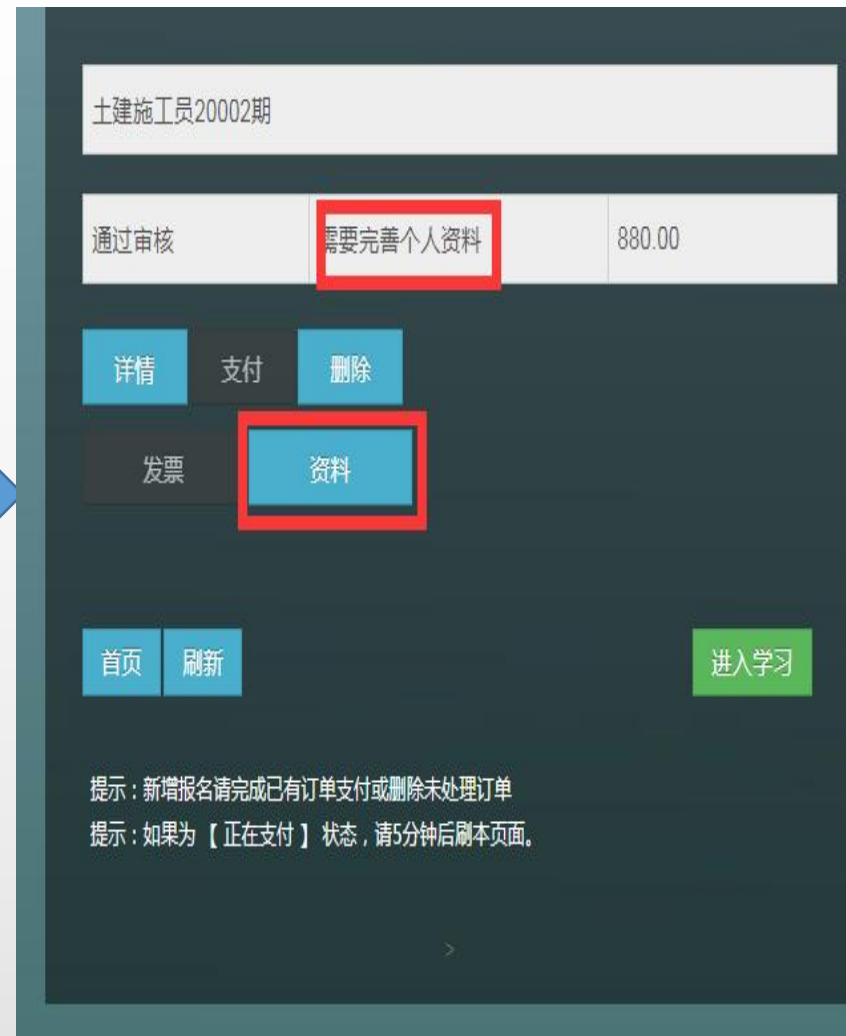 土建施工员20002期
通过审核 需要完善个人资料 880.00
详情 支付 删除
发票 资料
首页 刷新 进入学习
提示：新增报名请完成已有订单支付或删除未处理订单
提示：如果为【 正在支付 】状态，请5分钟后刷本页面。
>